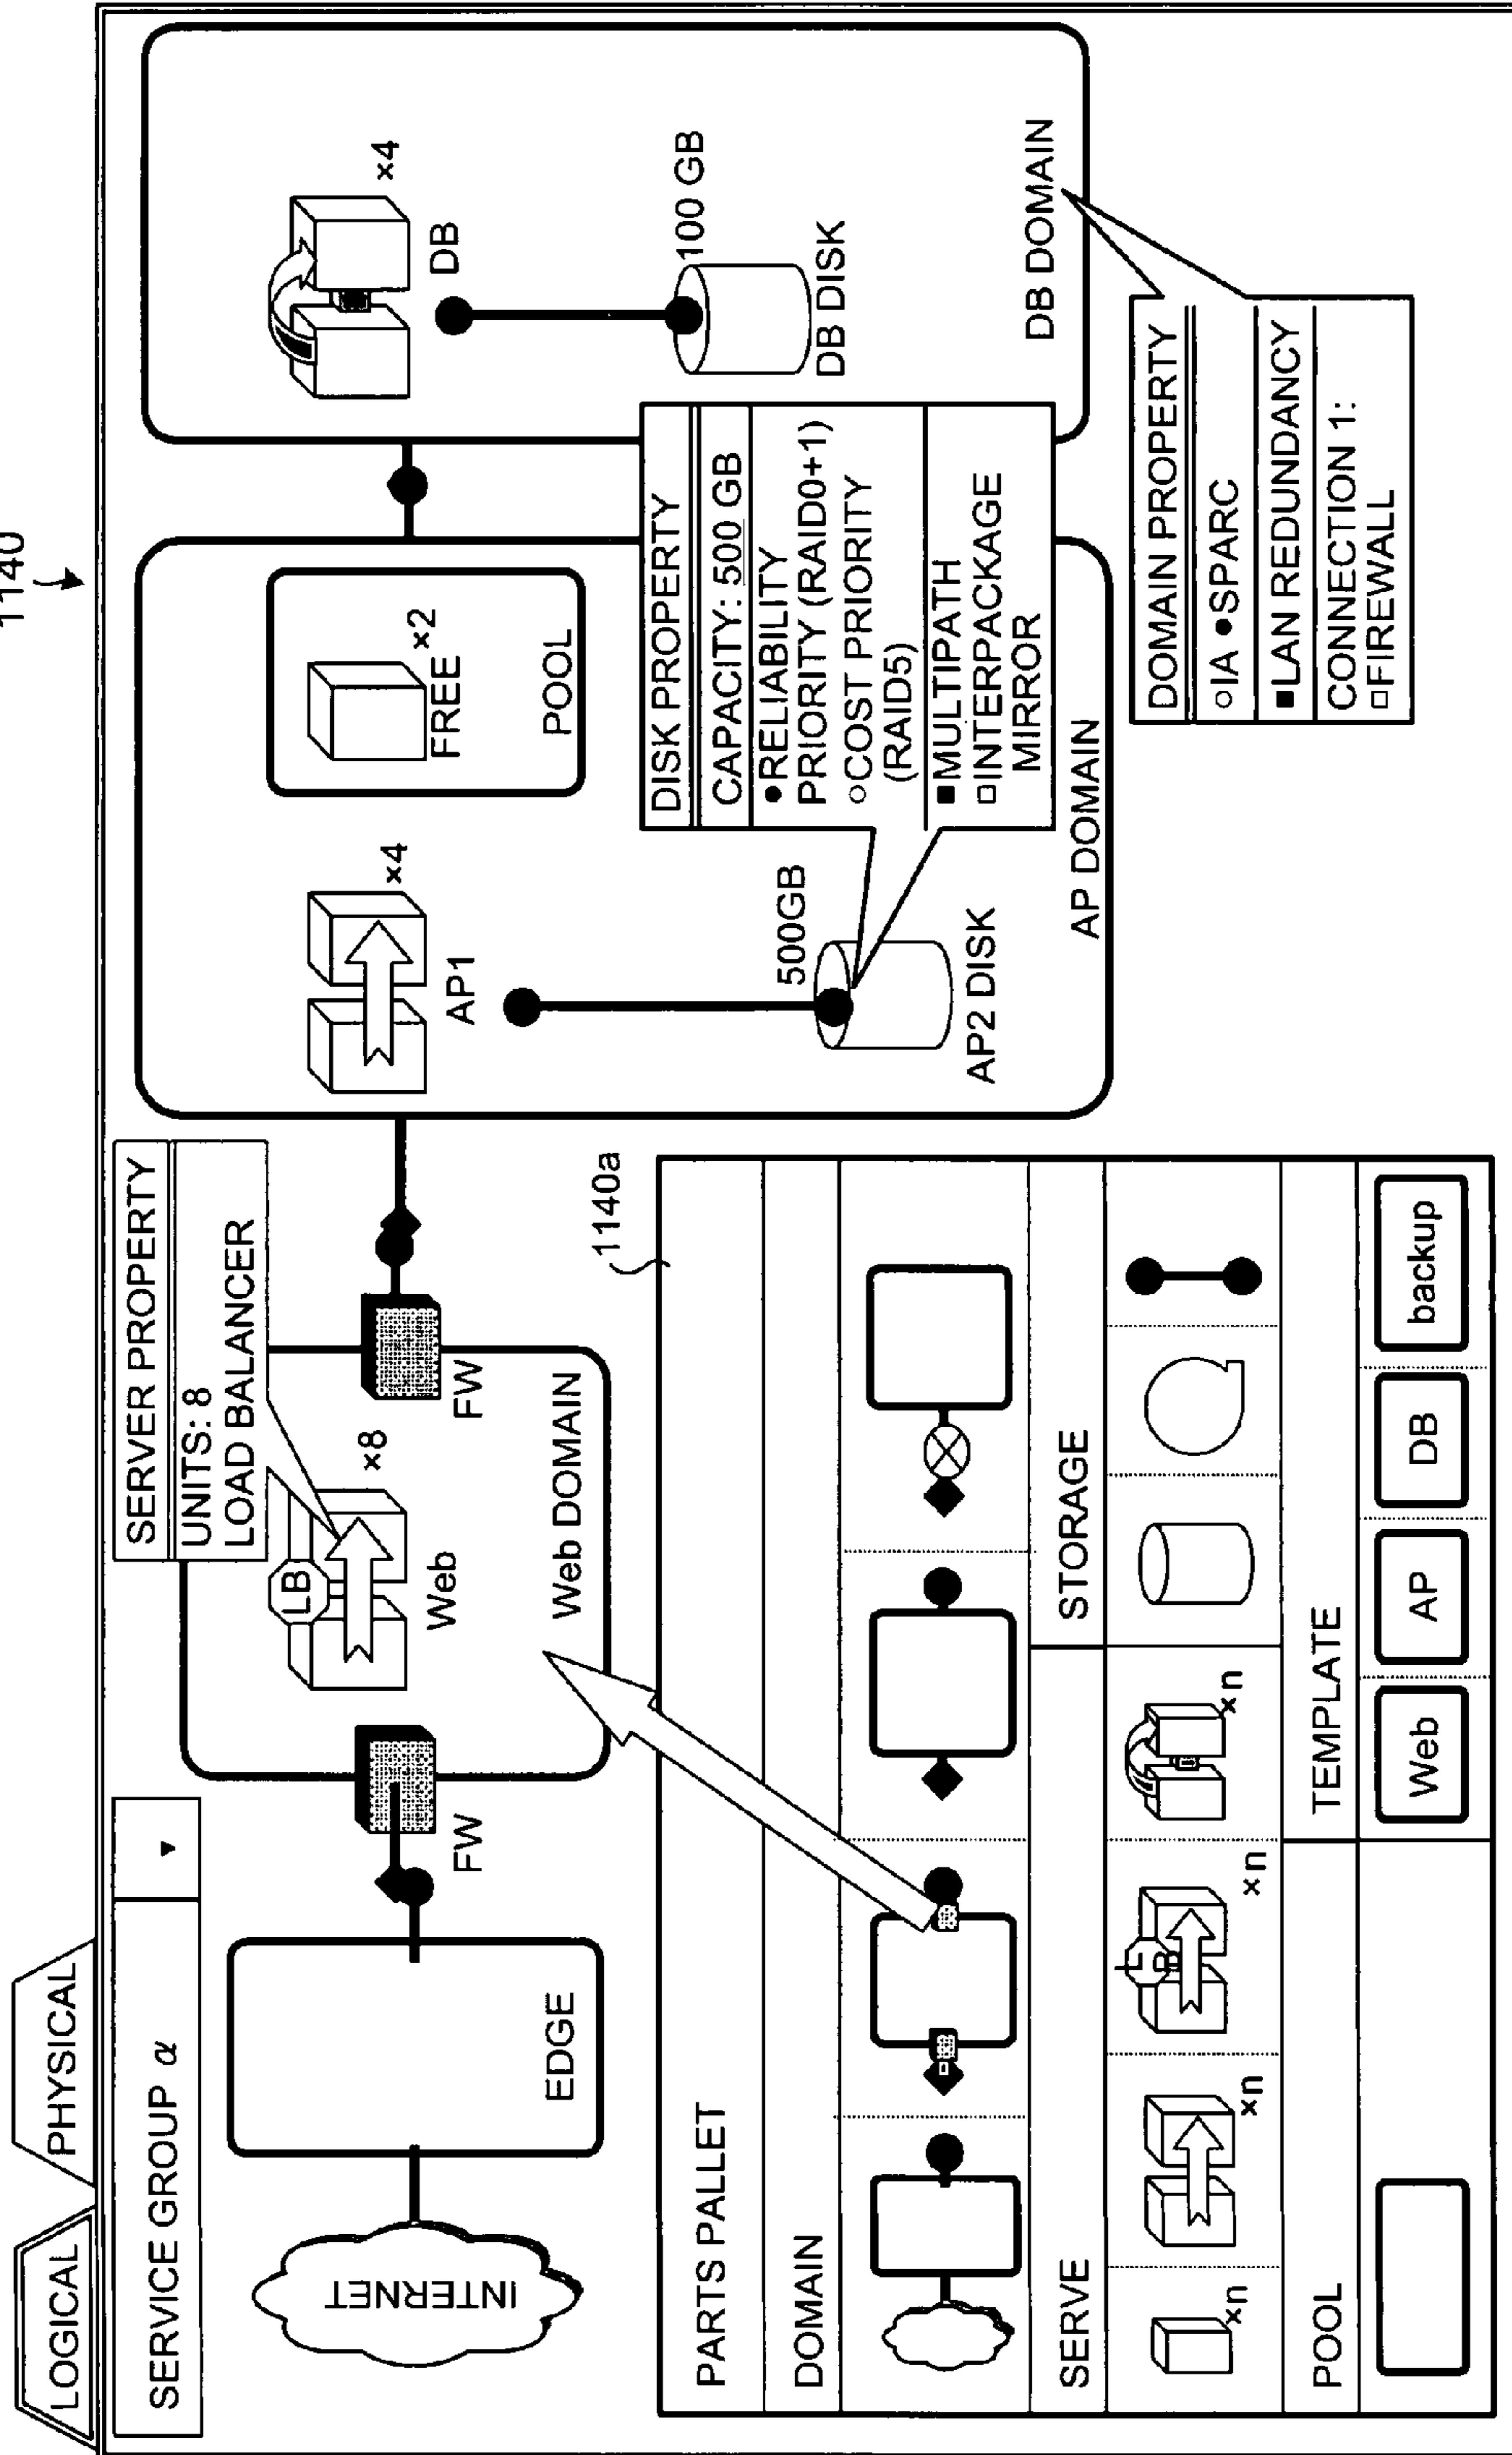 1140
LOGICAL
PHYSICAL
SERVICE GROUP α
▼
INTERNET
EDGE
FW
SERVER PROPERTY
UNITS: 8
LOAD BALANCER
LB
×8
Web
FW
Web DOMAIN
AP1
×4
500GB
AP2 DISK
FREE
×2
POOL
AP DOMAIN
DISK PROPERTY
CAPACITY: 500 GB
●RELIABILITY
PRIORITY (RAID0+1)
○COST PRIORITY
(RAID5)
■MULTIPATH
□INTERPACKAGE
MIRROR
×4
DB
100 GB
DB DISK
DB DOMAIN
DOMAIN PROPERTY
○IA ●SPARC
■LAN REDUNDANCY
CONNECTION 1:
□FIREWALL
1140a
PARTS PALLET
DOMAIN
SERVE
STORAGE
×n
×n
LB
×n
×n
POOL
TEMPLATE
Web
AP
DB
backup